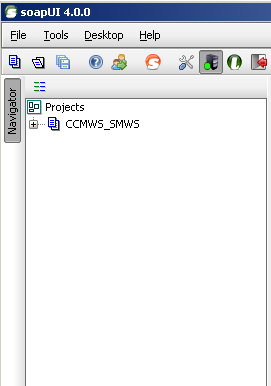 soapUI 4.0.0
File Tools Desktop Help
Navigator
Projects
CCMWS_SMWS